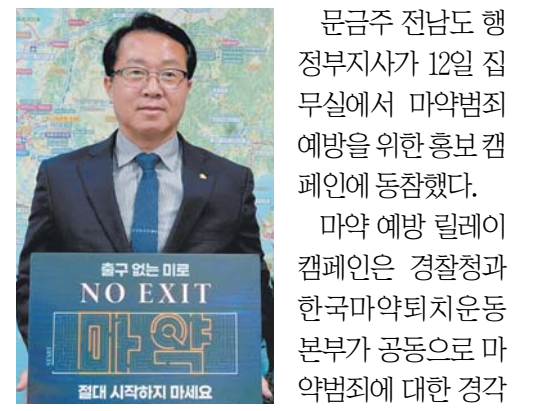 문금주 전남도 행
정부지사가 12일 집
무실에서 마약범죄
예방을 위한 홍보 캠
페인에 동참했다.
마약 예방 릴레이
캠페인은 경찰청과
한국마약퇴치운동
본부가 공동으로 마
약범죄에 대한 경각
출구 없는 미로
NO EXIT
START
마약
절대 시작하지 마세요